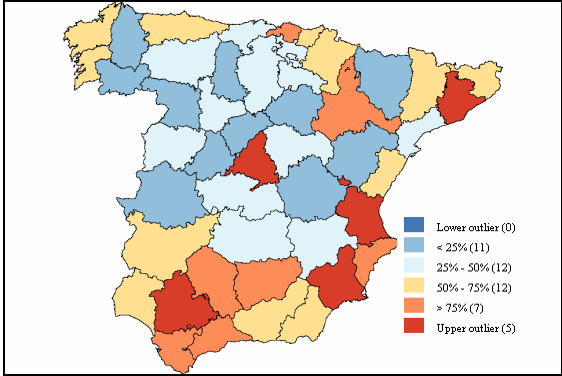 Lower outlier (0)
< 25% (11)
25% - 50% (12)
50% - 75% (12)
> 75% (7)
Upper outlier (5)